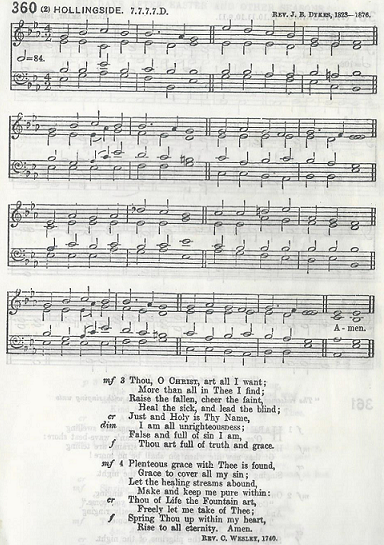 360 (2) HOLLINGSIDE. 7.7.7.7.D. REV. J. B. DYKES, 1823—1876.
=84.
A - men.
mf 3 Thou, O CHRIST, art all I want;
More than all in Thee I find;
Raise the fallen, cheer the faint,
Heal the sick, and lead the blind;
cr Just and Holy is Thy Name,
dim I am all unrighteousness;
False and full of sin I am,
f Thou art full of truth and grace.
mf 4 Plenteous grace with Thee is found,
Grace to cover all my sin;
Let the healing streams abound,
Make and keep me pure within:
cr Thou of Life the Fountain art,
Freely let me take of Thee;
f Spring Thou up within my heart,
Rise to all eternity. Amen.
REV. C. WESLEY, 1740.
361